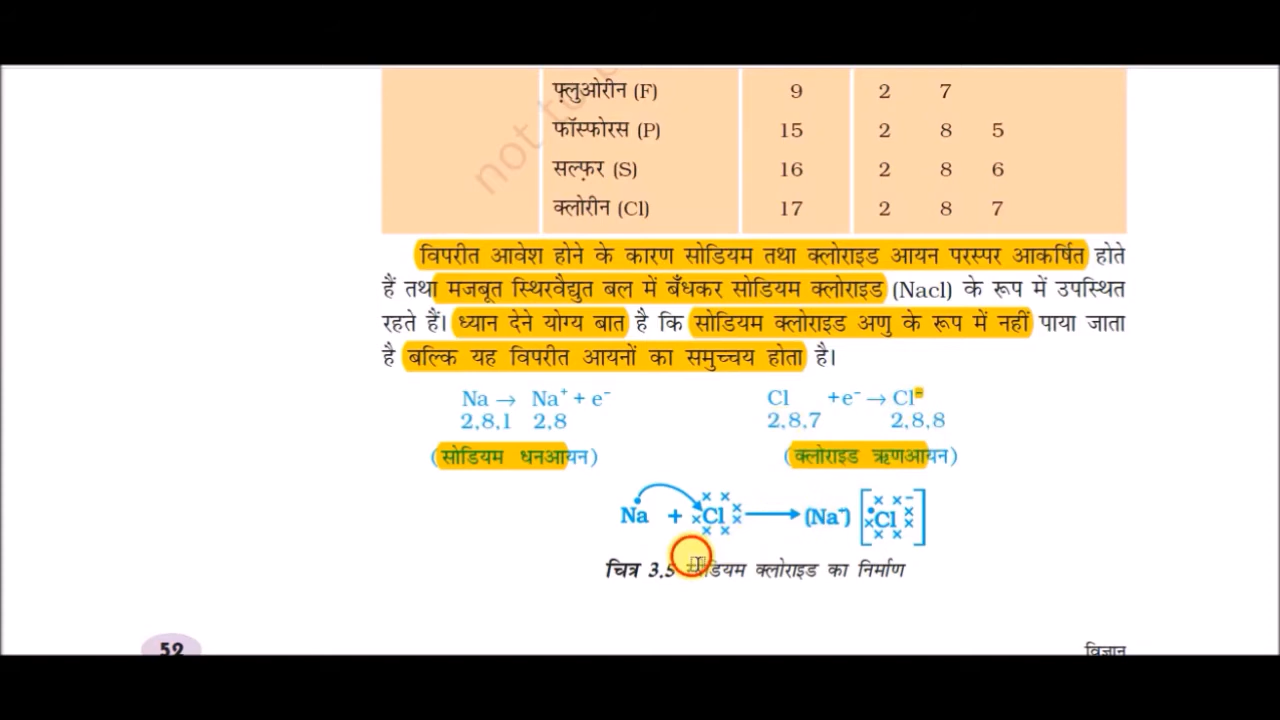 फ़्लुओरीन (F) 9 2 7
फॉस्फोरस (P) 15 2 8 5
सल्फ़र (S) 16 2 8 6
क्लोरीन (Cl) 17 2 8 7
not t
विपरीत आवेश होने के कारण सोडियम तथा क्लोराइड आयन परस्पर आकर्षित होते
हैं तथा मजबूत स्थिरवैद्युत बल में बँधकर सोडियम क्लोराइड (Nacl) के रूप में उपस्थित
रहते हैं। ध्यान देने योग्य बात है कि सोडियम क्लोराइड अणु के रूप में नहीं पाया जाता
है बल्कि यह विपरीत आयनों का समुच्चय होता है।
Na → Na⁺ + e⁻ Cl +e⁻ → Cl⁻
2,8,1 2,8 2,8,7 2,8,8
(सोडियम धनआयन) (क्लोराइड ऋणआयन)
Na + Cl → (Na⁺) [Cl]⁻
चित्र 3.5 सोडियम क्लोराइड का निर्माण
52 विज्ञान